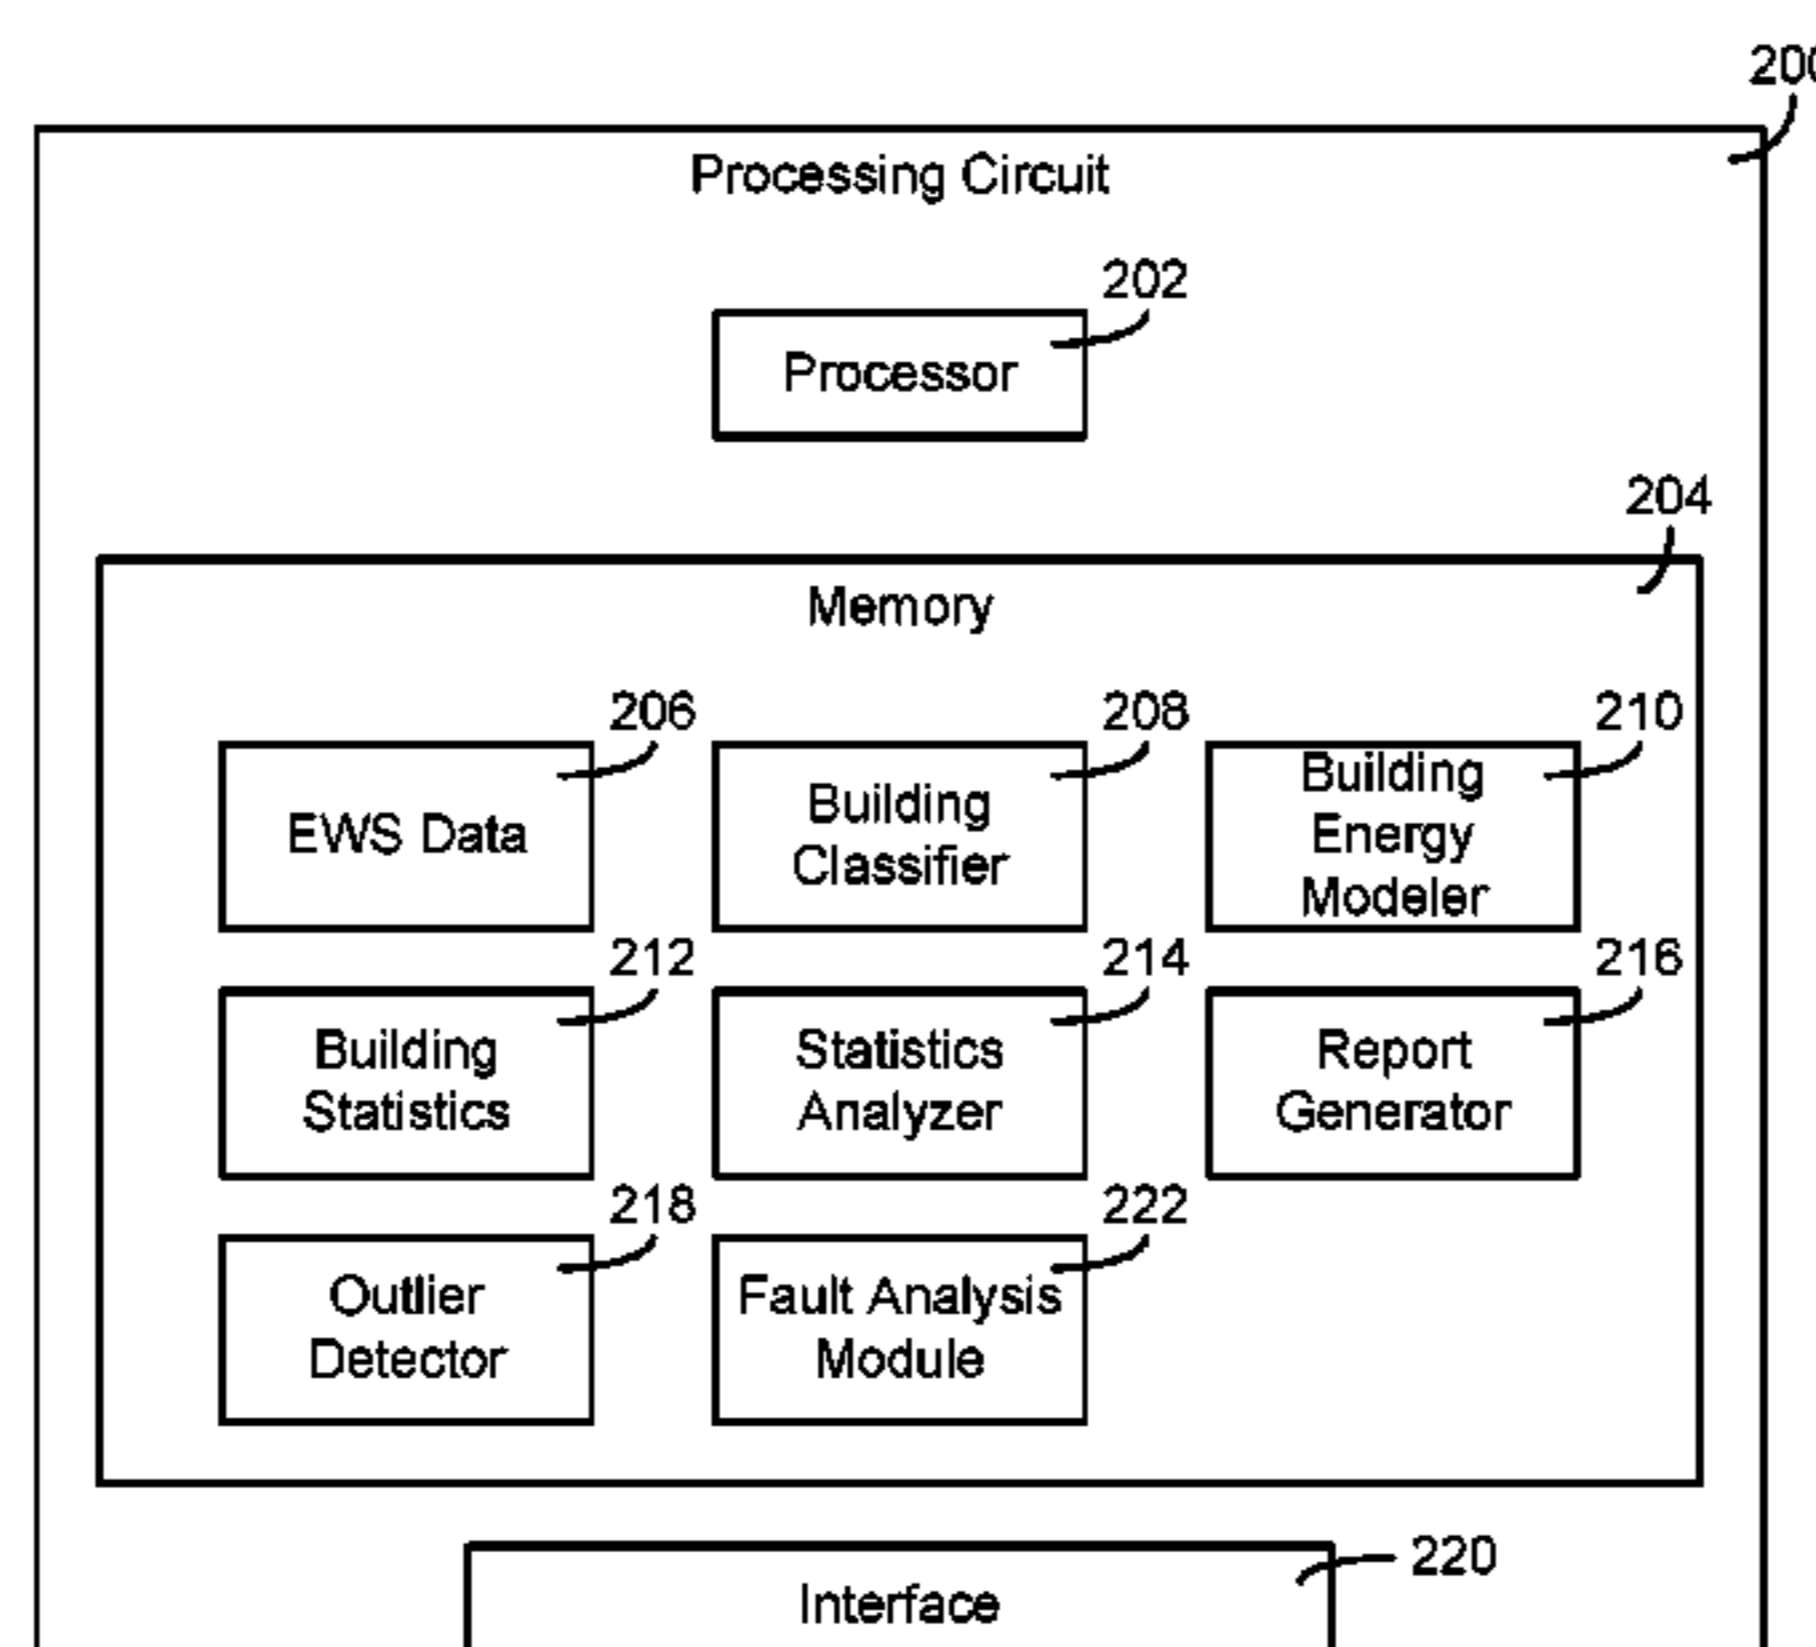 200
Processing Circuit
202
Processor
204
Memory
206
208
210
EWS Data
Building
Classifier
Building
Energy
Modeler
212
214
216
Building
Statistics
Statistics
Analyzer
Report
Generator
218
222
Outlier
Detector
Fault Analysis
Module
220
Interface